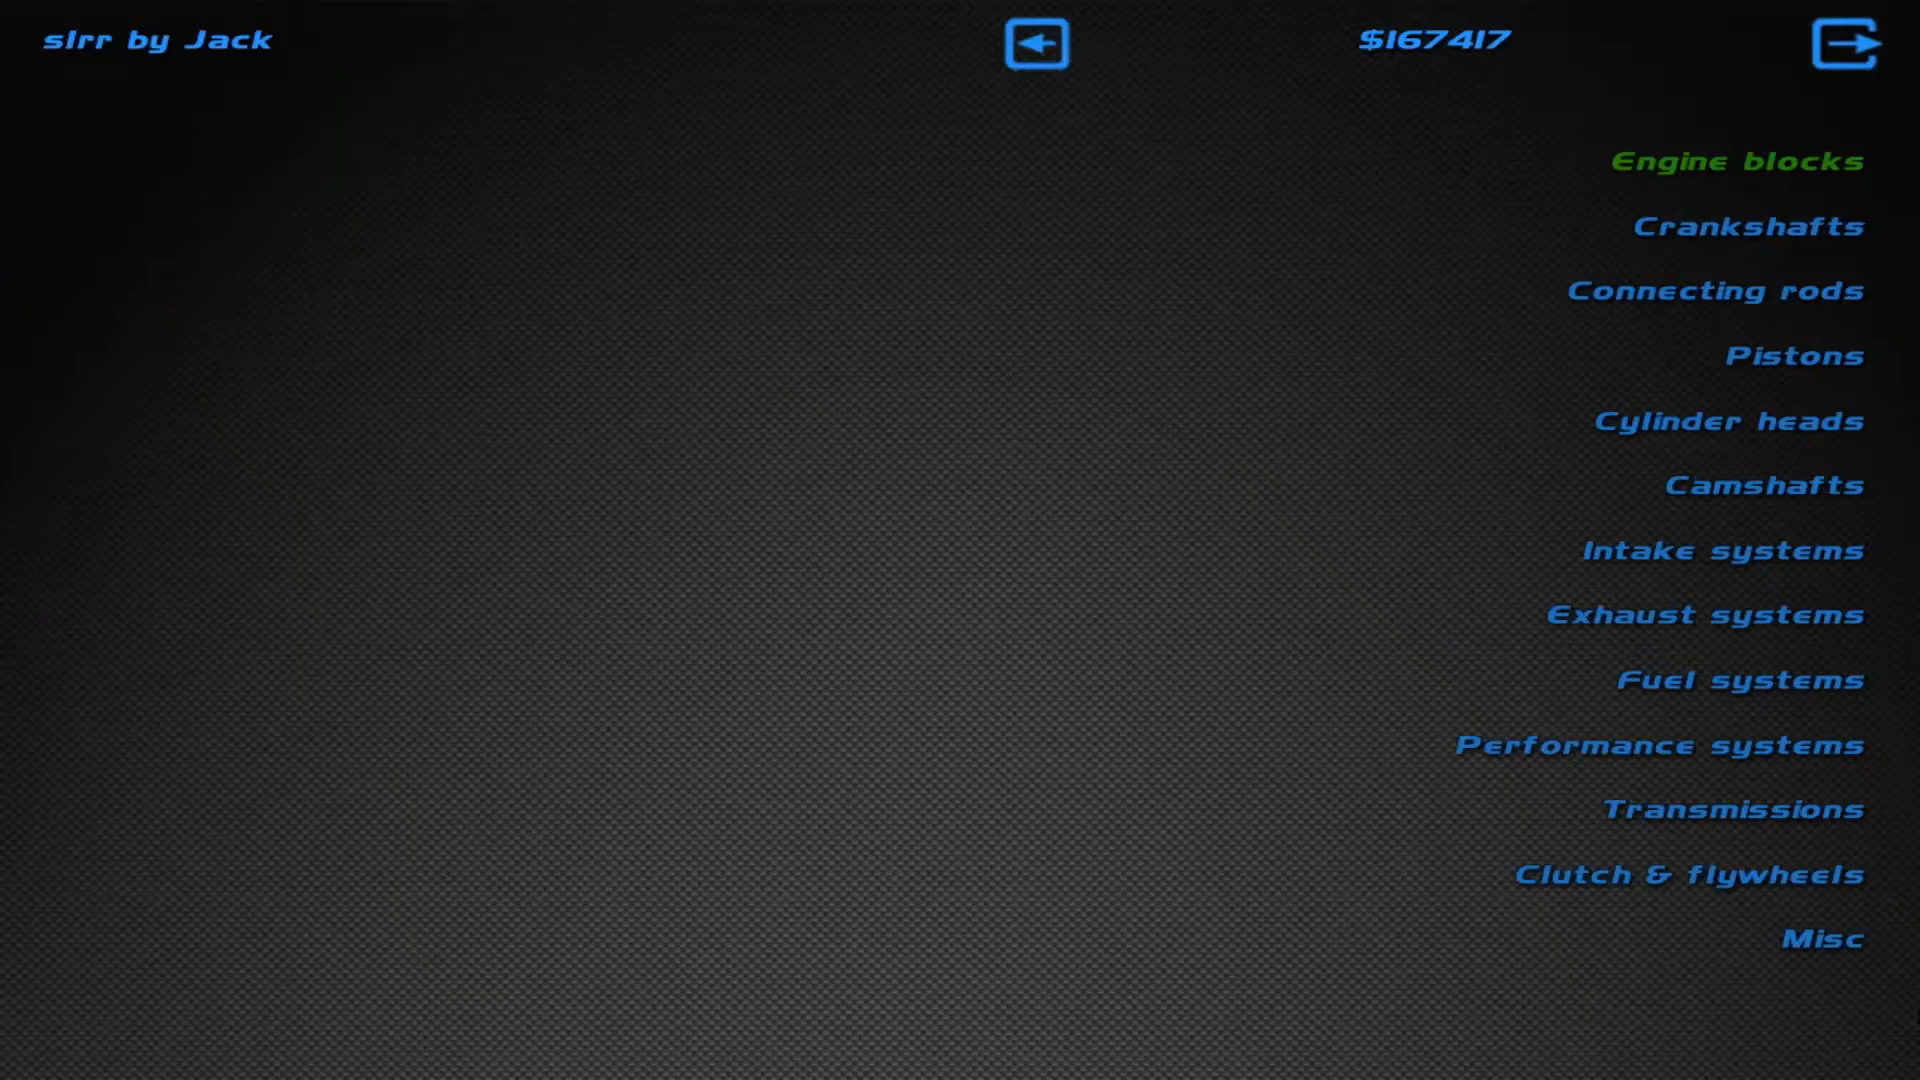 slrr by Jack
$167417
Engine blocks
Crankshafts
Connecting rods
Pistons
Cylinder heads
Camshafts
Intake systems
Exhaust systems
Fuel systems
Performance systems
Transmissions
Clutch & flywheels
Misc